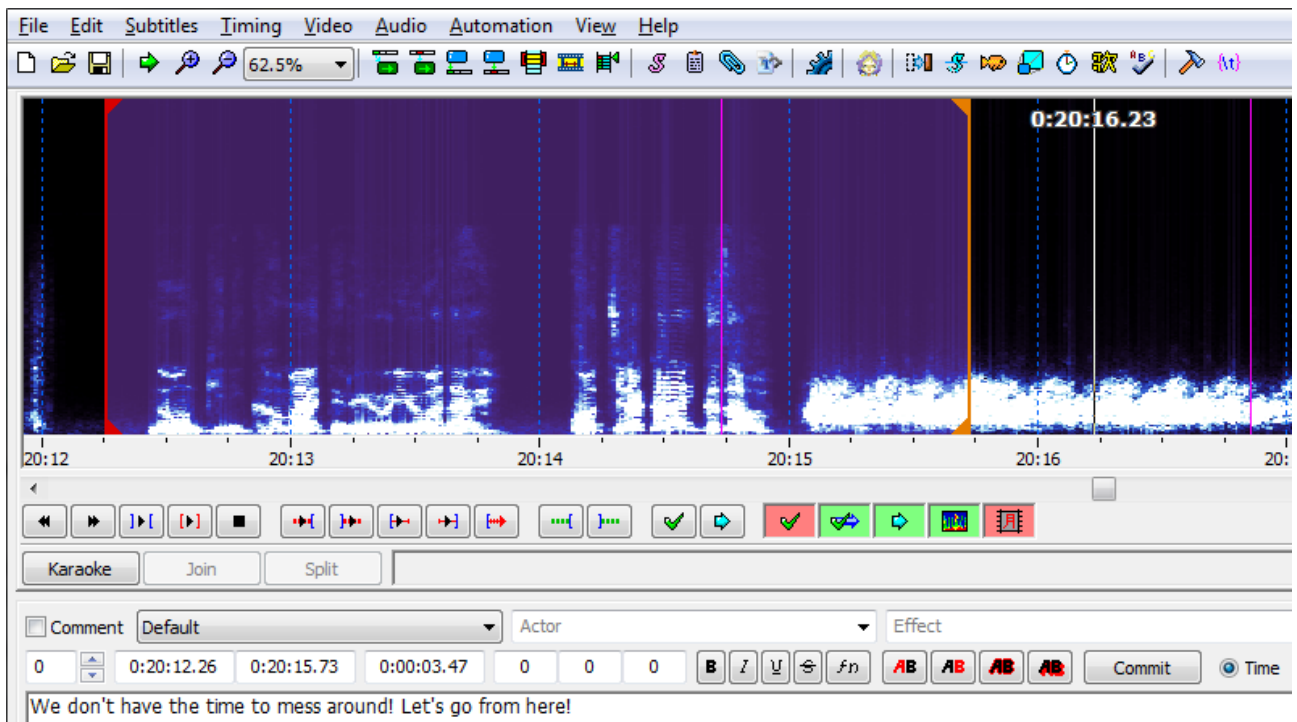 File Edit Subtitles Timing Video Audio Automation View Help
62.5%
0:20:16.23
20:12 20:13 20:14 20:15 20:16 20:
Karaoke Join Split
Comment Default Actor Effect
0 0:20:12.26 0:20:15.73 0:00:03.47 0 0 0 B I U S fn AB AB AB AB Commit Time
We don't have the time to mess around! Let's go from here!